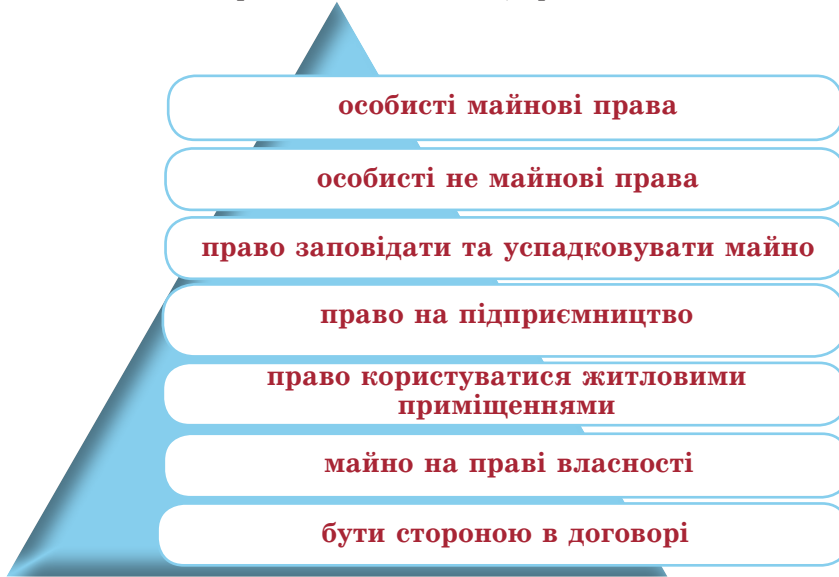 особисті майнові права
особисті не майнові права
право заповідати та успадковувати майно
право на підприємництво
право користуватися житловими
приміщеннями
майно на праві власності
бути стороною в договорі